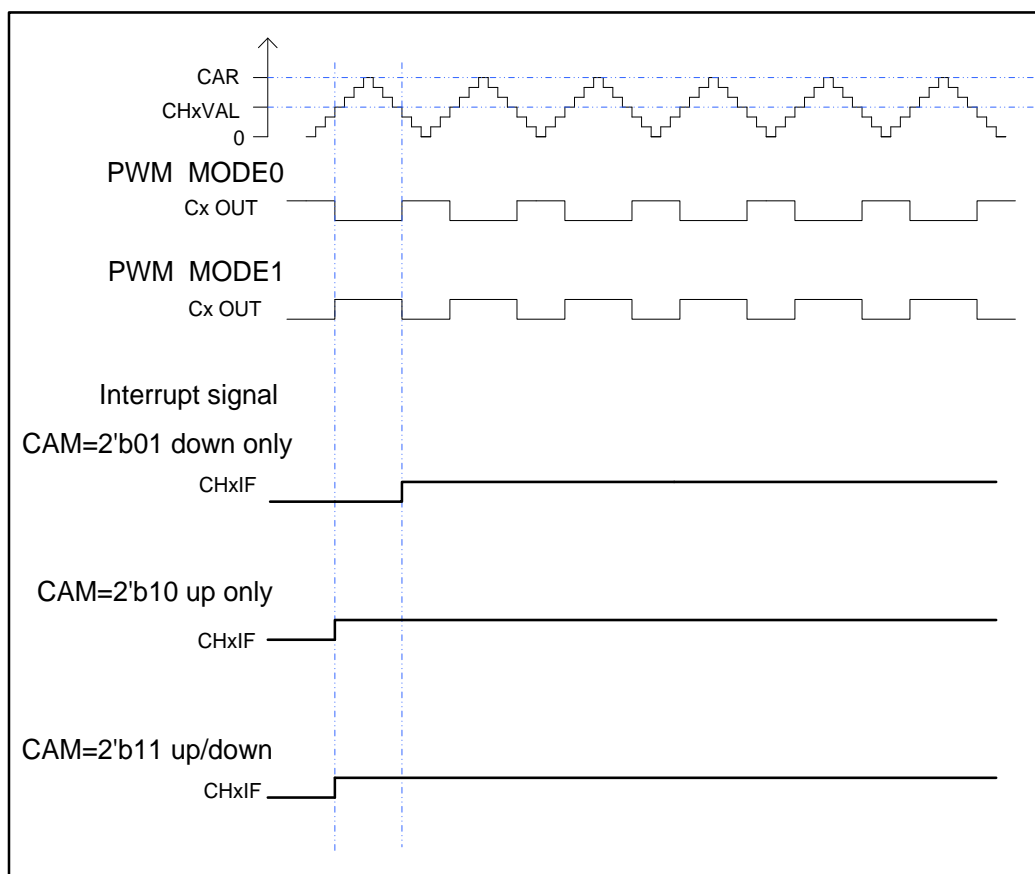 CAR
CHxVAL
0
PWM MODE0
Cx OUT
PWM MODE1
Cx OUT
Interrupt signal
CAM=2'b01 down only
CHxIF
CAM=2'b10 up only
CHxIF
CAM=2'b11 up/down
CHxIF